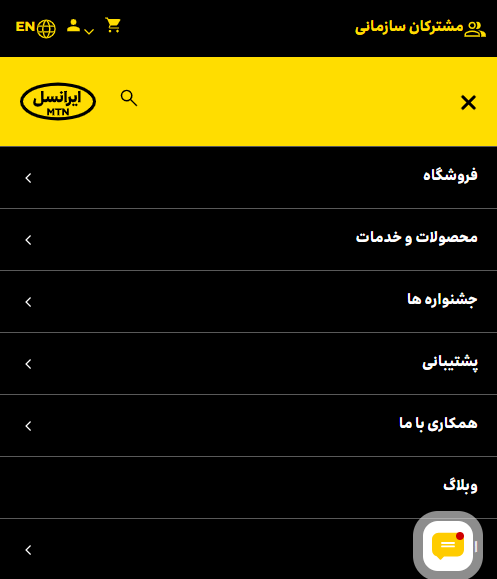 مشترکان سازمانی
EN
ایرانسل
MTN
فروشگاه
محصولات و خدمات
جشنواره ها
پشتیبانی
همکاری با ما
وبلاگ